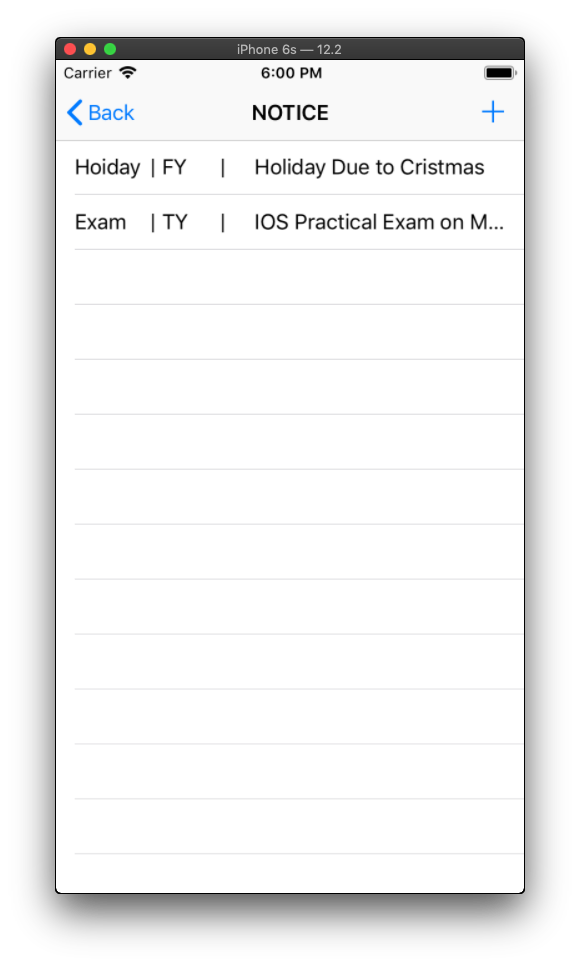 iPhone 6s — 12.2
Carrier 6:00 PM
Back NOTICE +
Hoiday | FY | Holiday Due to Cristmas
Exam | TY | IOS Practical Exam on M...